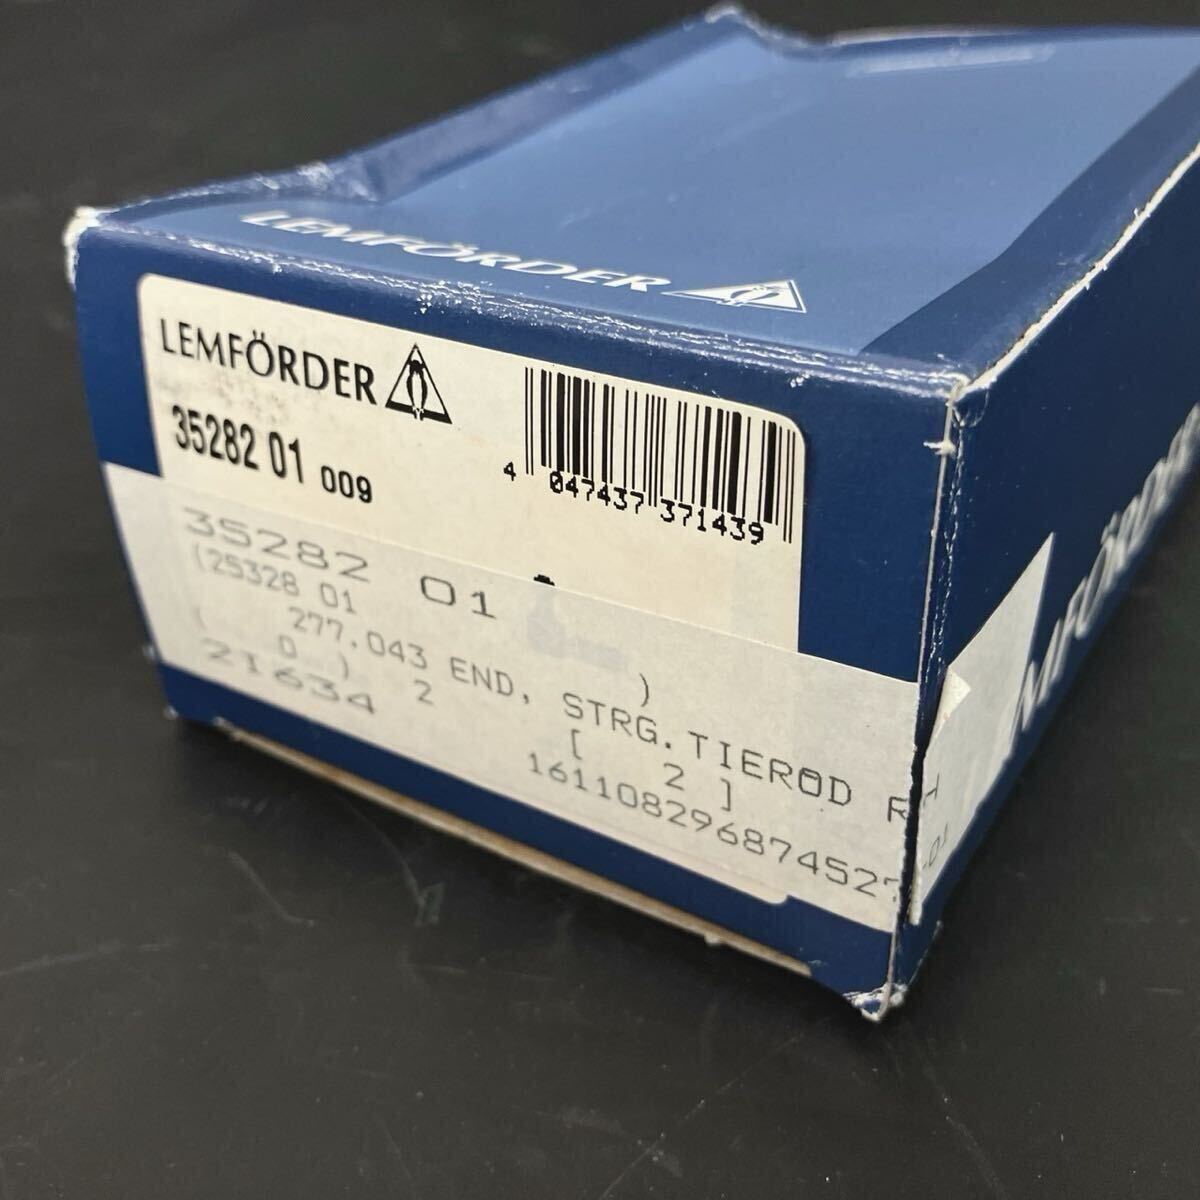 LEMFÖRDER
LEMFÖRDER
35282 01 009
4 047437 371439
35282 01
(25328 01 )
277.043 END, STRG.TIEROD RH
( 0 ) 2 [ 2 ]
21634
MFÖRD